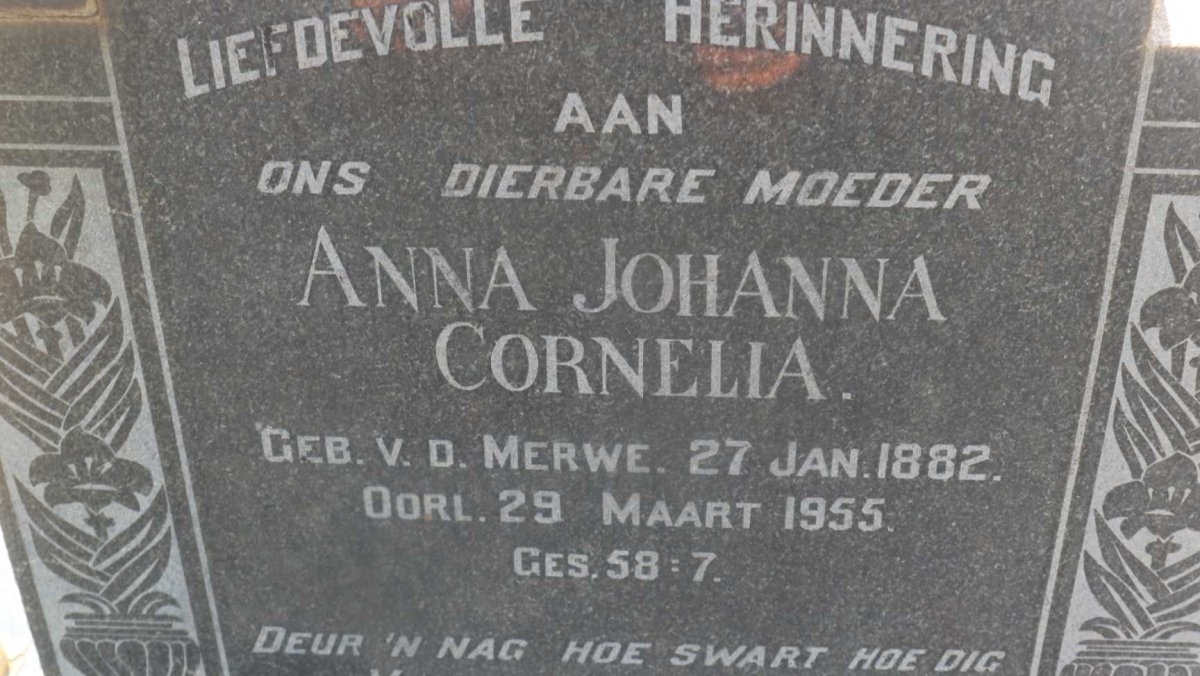 LIEFDEVOLLE HERINNERING
AAN
ONS DIERBARE MOEDER
ANNA JOHANNA
CORNELIA.
GEB. V. D. MERWE. 27 JAN. 1882.
OORL. 29 MAART 1955.
GES. 58:7.
DEUR 'N NAG HOE SWART HOE DIG